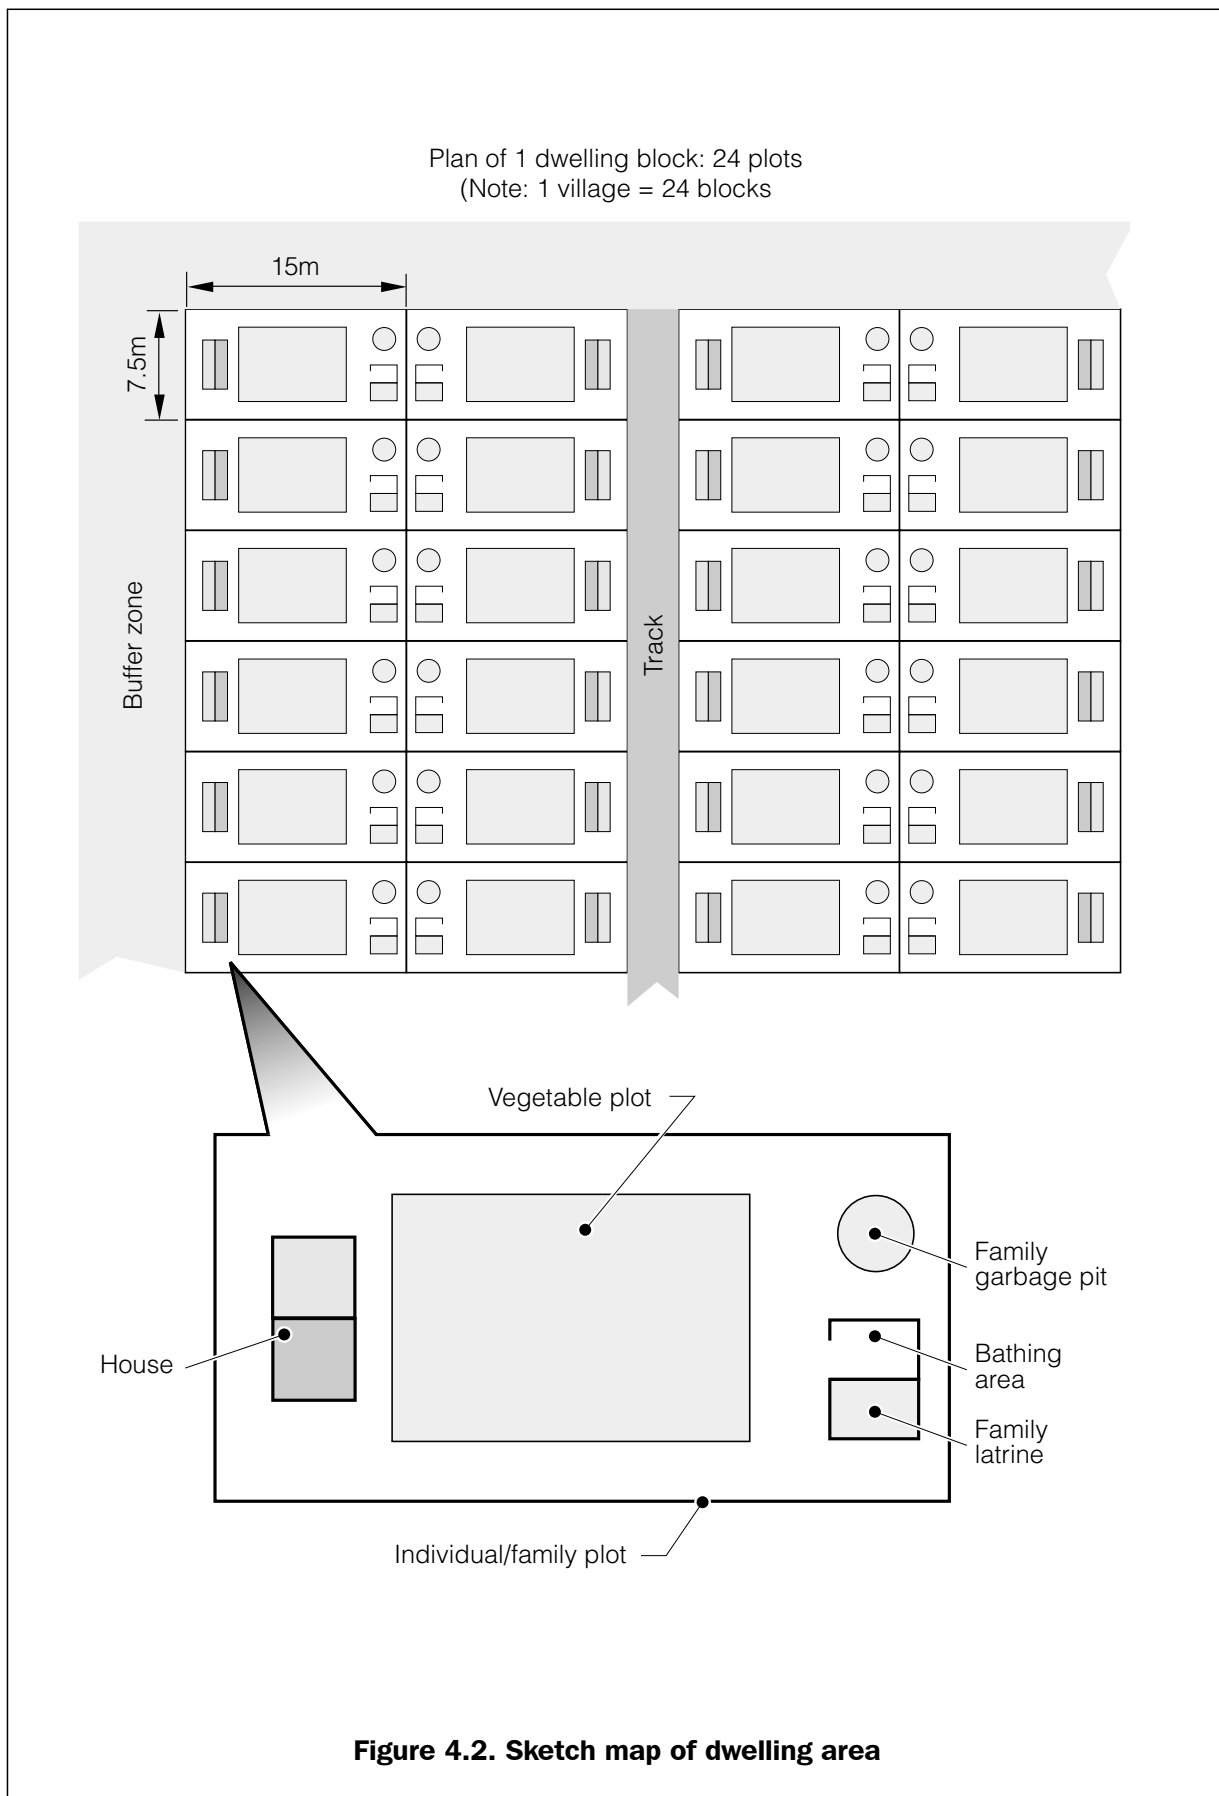 Plan of 1 dwelling block: 24 plots
(Note: 1 village = 24 blocks
15m
7.5m
Buffer zone
Track
Vegetable plot
Family
garbage pit
House
Bathing
area
Family
latrine
Individual/family plot
Figure 4.2. Sketch map of dwelling area